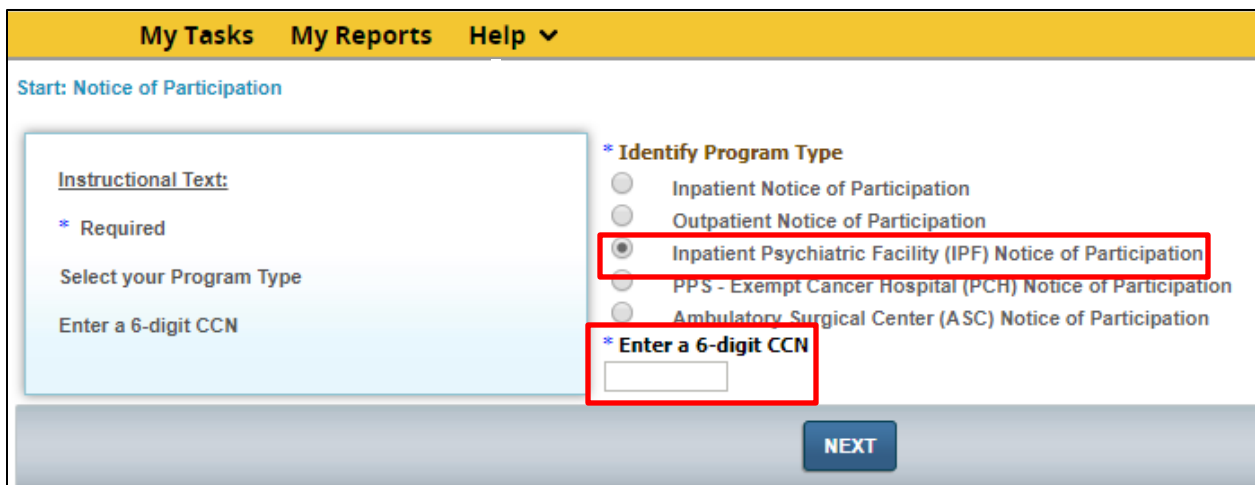 My Tasks My Reports Help
Start: Notice of Participation
Instructional Text:
* Required
Select your Program Type
Enter a 6-digit CCN
* Identify Program Type
Inpatient Notice of Participation
Outpatient Notice of Participation
Inpatient Psychiatric Facility (IPF) Notice of Participation
PPS - Exempt Cancer Hospital (PCH) Notice of Participation
Ambulatory Surgical Center (ASC) Notice of Participation
* Enter a 6-digit CCN
NEXT